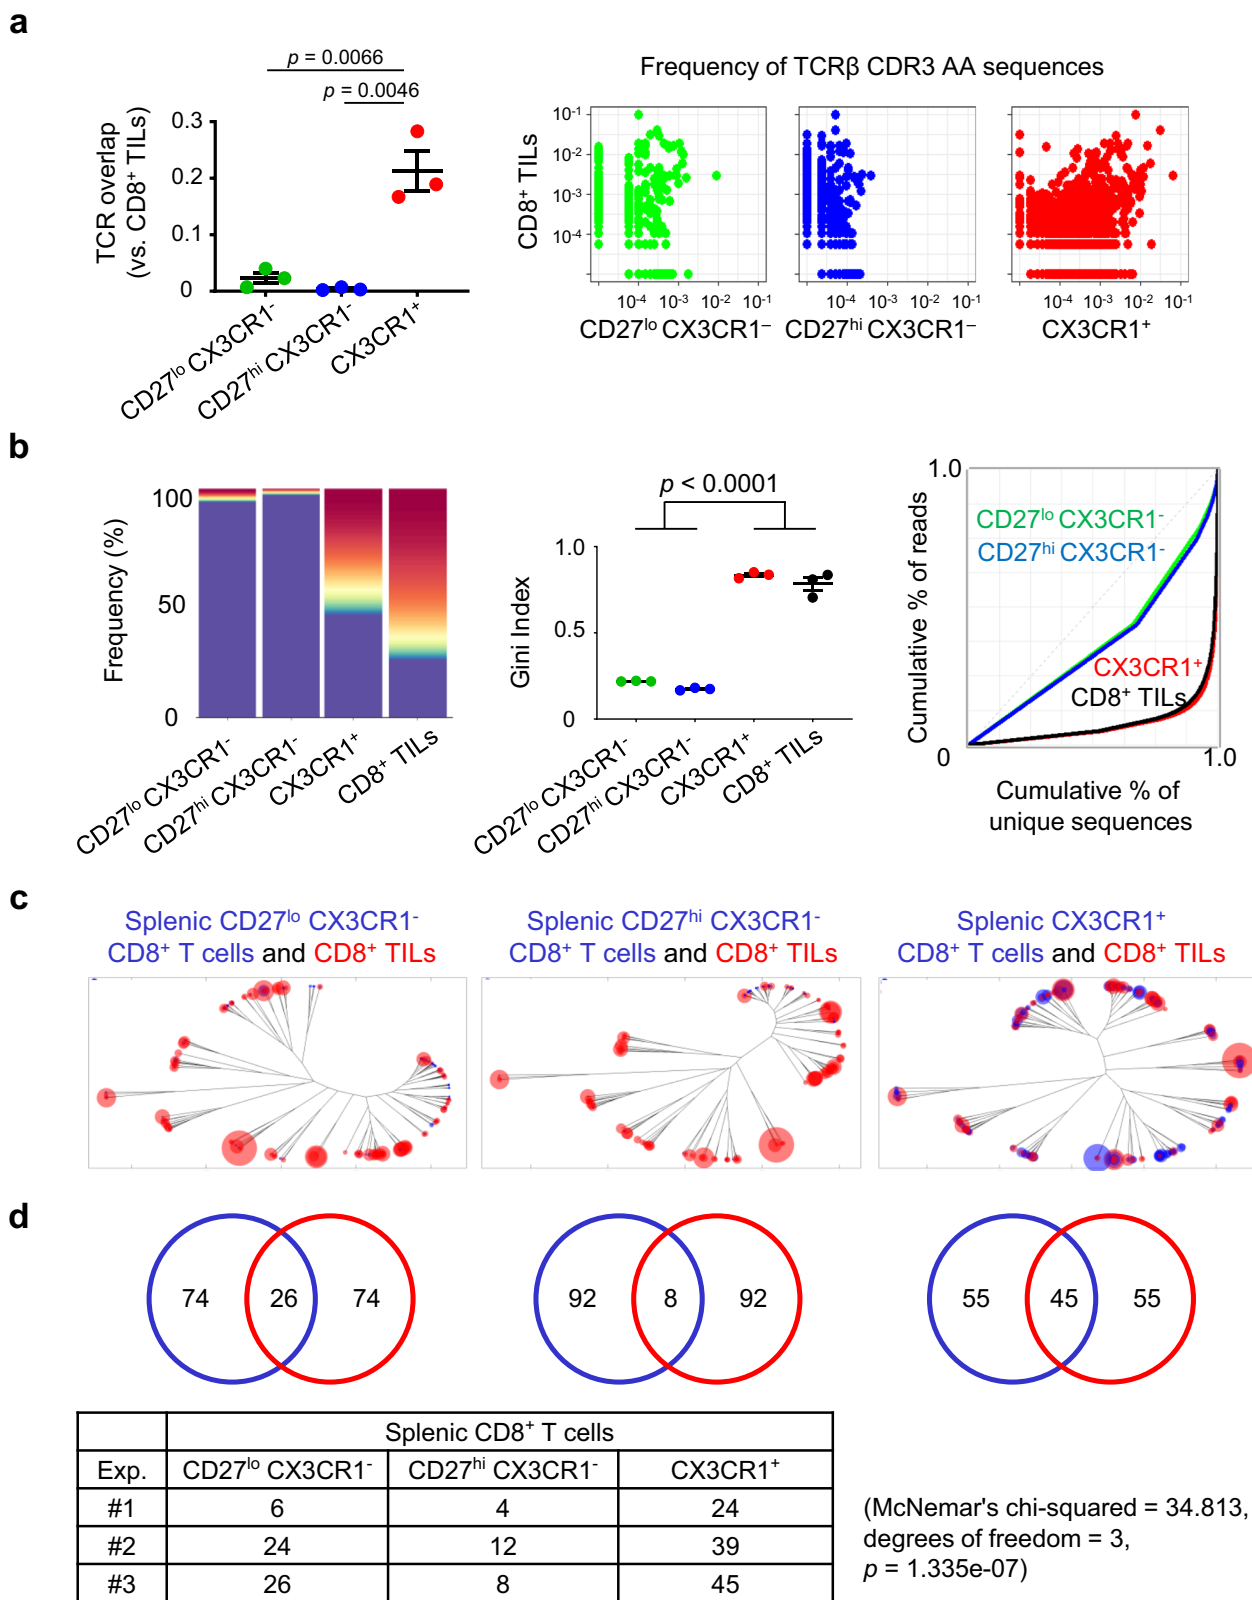 a
p = 0.0066
p = 0.0046
TCR overlap
(vs. CD8⁺ TILs)
0.3
0.2
0.1
0
CD27ˡᵒ CX3CR1⁻
CD27ʰⁱ CX3CR1⁻
CX3CR1⁺
Frequency of TCRβ CDR3 AA sequences
CD8⁺ TILs
10⁻¹
10⁻²
10⁻³
10⁻⁴
10⁻⁴ 10⁻³ 10⁻² 10⁻¹
10⁻⁴ 10⁻³ 10⁻² 10⁻¹
10⁻⁴ 10⁻³ 10⁻² 10⁻¹
CD27ˡᵒ CX3CR1⁻
CD27ʰⁱ CX3CR1⁻
CX3CR1⁺
b
Frequency (%)
100
50
0
CD27ˡᵒ CX3CR1⁻
CD27ʰⁱ CX3CR1⁻
CX3CR1⁺
CD8⁺ TILs
p < 0.0001
Gini Index
1.0
0.5
0
CD27ˡᵒ CX3CR1⁻
CD27ʰⁱ CX3CR1⁻
CX3CR1⁺
CD8⁺ TILs
Cumulative % of reads
1.0
CD27ˡᵒ CX3CR1⁻
CD27ʰⁱ CX3CR1⁻
CX3CR1⁺
CD8⁺ TILs
0
1.0
Cumulative % of
unique sequences
c
Splenic CD27ˡᵒ CX3CR1⁻
CD8⁺ T cells and CD8⁺ TILs
Splenic CD27ʰⁱ CX3CR1⁻
CD8⁺ T cells and CD8⁺ TILs
Splenic CX3CR1⁺
CD8⁺ T cells and CD8⁺ TILs
d
74 26 74
92 8 92
55 45 55
Splenic CD8⁺ T cells
Exp. CD27ˡᵒ CX3CR1⁻ CD27ʰⁱ CX3CR1⁻ CX3CR1⁺
#1 6 4 24
#2 24 12 39
#3 26 8 45
(McNemar's chi-squared = 34.813,
degrees of freedom = 3,
p = 1.335e-07)